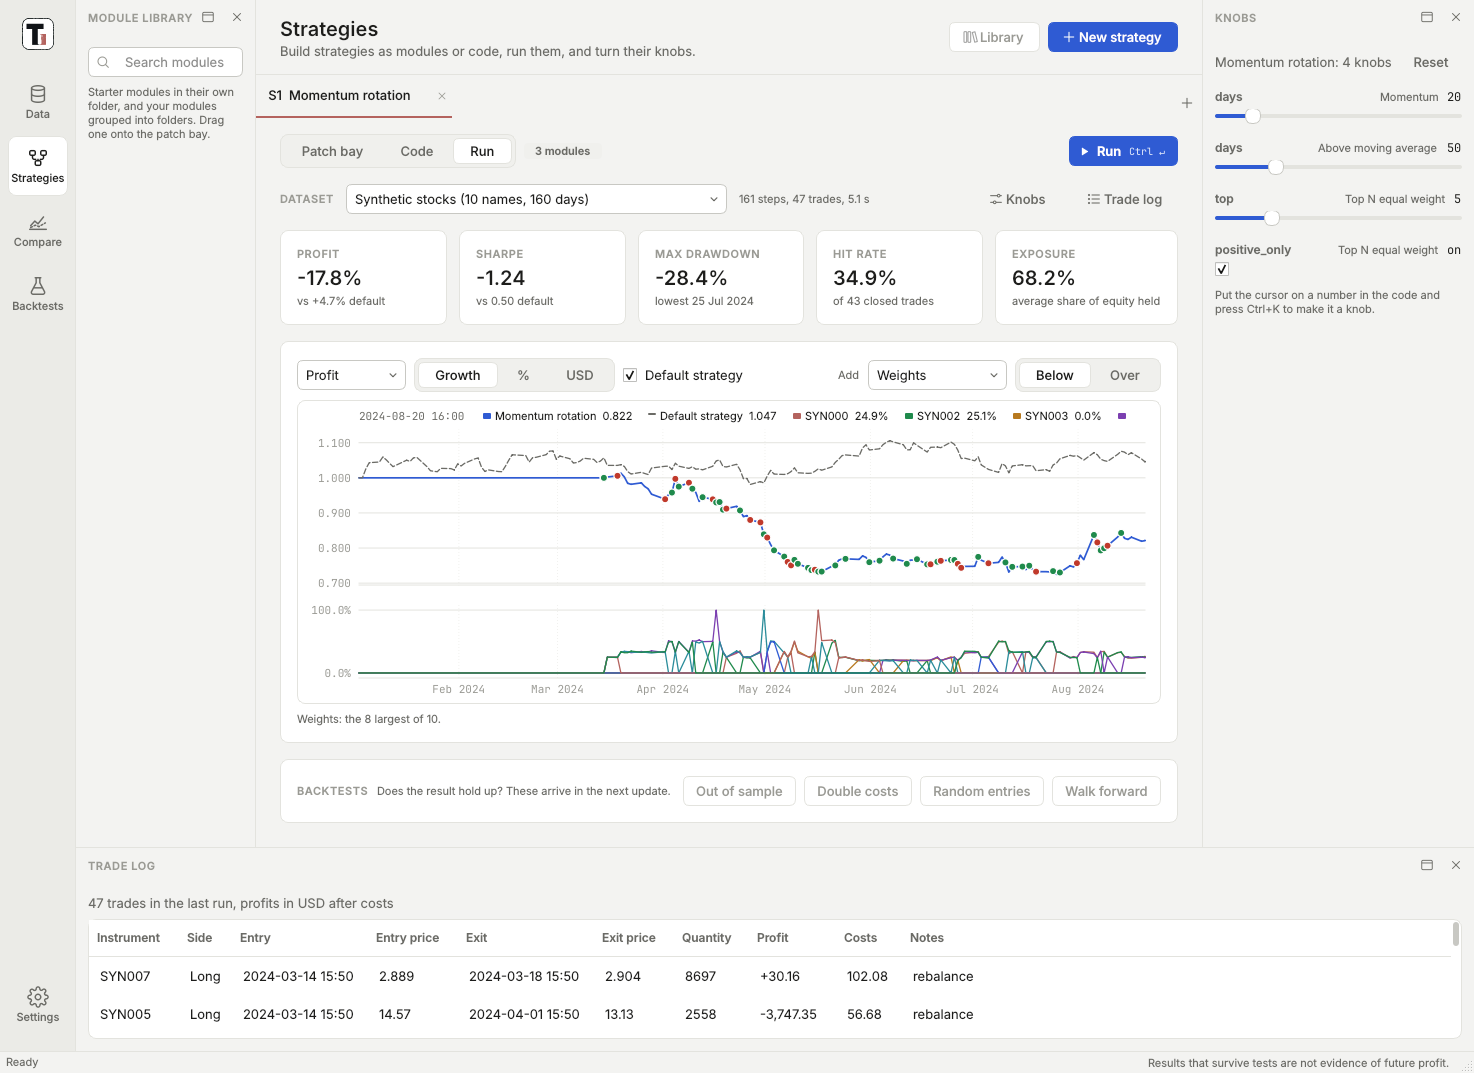 MODULE LIBRARY
Search modules
Starter modules in their own
folder, and your modules
grouped into folders. Drag
one onto the patch bay.
Data
Strategies
Compare
Backtests
Settings
Strategies
Build strategies as modules or code, run them, and turn their knobs.
Library
+ New strategy
S1 Momentum rotation
Patch bay Code Run 3 modules
Run Ctrl ↵
DATASET Synthetic stocks (10 names, 160 days) 161 steps, 47 trades, 5.1 s Knobs Trade log
PROFIT
-17.8%
vs +4.7% default
SHARPE
-1.24
vs 0.50 default
MAX DRAWDOWN
-28.4%
lowest 25 Jul 2024
HIT RATE
34.9%
of 43 closed trades
EXPOSURE
68.2%
average share of equity held
Profit Growth % USD Default strategy Add Weights Below Over
2024-08-20 16:00 Momentum rotation 0.822 Default strategy 1.047 SYN000 24.9% SYN002 25.1% SYN003 0.0%
1.100
1.000
0.900
0.800
0.700
100.0%
0.0%
Feb 2024 Mar 2024 Apr 2024 May 2024 Jun 2024 Jul 2024 Aug 2024
Weights: the 8 largest of 10.
BACKTESTS Does the result hold up? These arrive in the next update. Out of sample Double costs Random entries Walk forward
KNOBS
Momentum rotation: 4 knobs Reset
days Momentum 20
days Above moving average 50
top Top N equal weight 5
positive_only Top N equal weight on
Put the cursor on a number in the code and
press Ctrl+K to make it a knob.
TRADE LOG
47 trades in the last run, profits in USD after costs
Instrument Side Entry Entry price Exit Exit price Quantity Profit Costs Notes
SYN007 Long 2024-03-14 15:50 2.889 2024-03-18 15:50 2.904 8697 +30.16 102.08 rebalance
SYN005 Long 2024-03-14 15:50 14.57 2024-04-01 15:50 13.13 2558 -3,747.35 56.68 rebalance
Ready
Results that survive tests are not evidence of future profit.